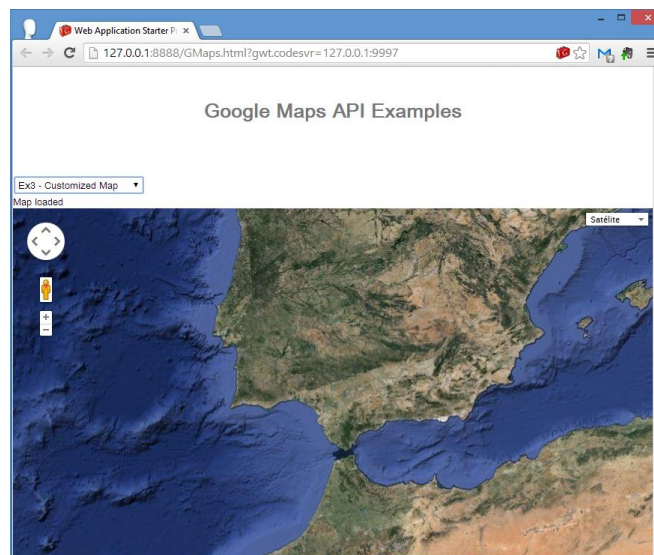 Web Application Starter Pr
127.0.0.1:8888/GMaps.html?gwt.codesvr=127.0.0.1:9997
Google Maps API Examples
Ex3 - Customized Map
Map loaded
Satélite